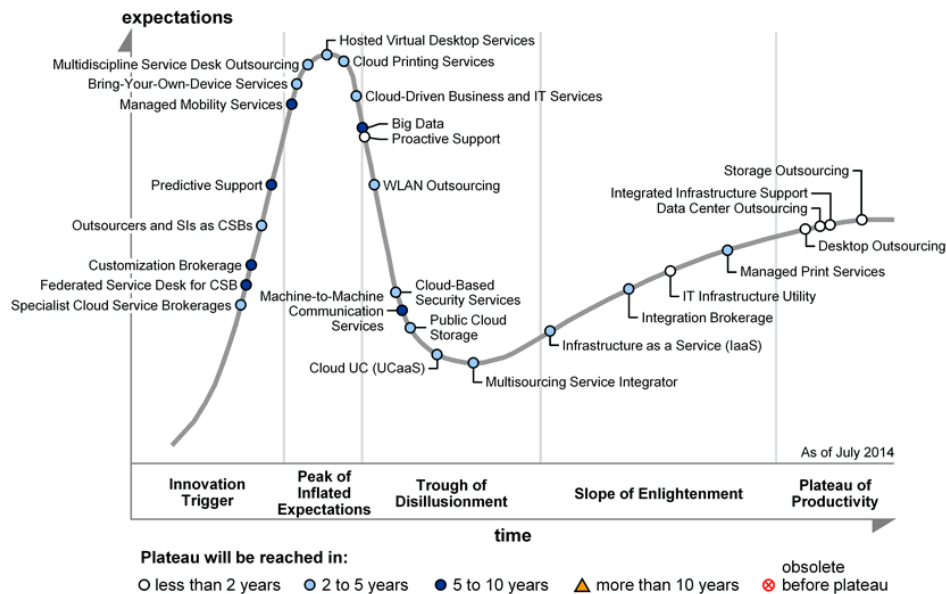 expectations
Hosted Virtual Desktop Services
Multidiscipline Service Desk Outsourcing
Cloud Printing Services
Bring-Your-Own-Device Services
Managed Mobility Services
Cloud-Driven Business and IT Services
Big Data
Proactive Support
Predictive Support
WLAN Outsourcing
Outsourcers and SIs as CSBs
Customization Brokerage
Federated Service Desk for CSB
Specialist Cloud Service Brokerages
Machine-to-Machine
Communication
Services
Cloud-Based
Security Services
Public Cloud
Storage
Cloud UC (UCaaS)
Multisourcing Service Integrator
Infrastructure as a Service (IaaS)
Integration Brokerage
IT Infrastructure Utility
Managed Print Services
Storage Outsourcing
Integrated Infrastructure Support
Data Center Outsourcing
Desktop Outsourcing
As of July 2014
Innovation
Trigger
Peak of
Inflated
Expectations
Trough of
Disillusionment
Slope of Enlightenment
Plateau of
Productivity
time
Plateau will be reached in:
less than 2 years
2 to 5 years
5 to 10 years
more than 10 years
obsolete
before plateau